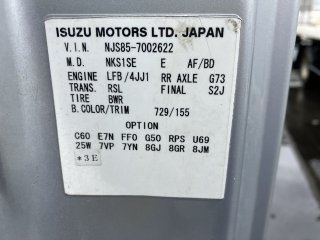 ISUZU MOTORS LTD. JAPAN
V.I.N. NJS85-7002622
M.D. NKS1SE E AF/BD
ENGINE LFB/4JJ1 RR AXLE G73
TRANS. RSL FINAL S2J
TIRE BWR
B.COLOR/TRIM 729/155
OPTION
C60 E7N FF0 G50 RPS U69
25W 7VP 7YN 8GJ 8GR 8JM
*3E